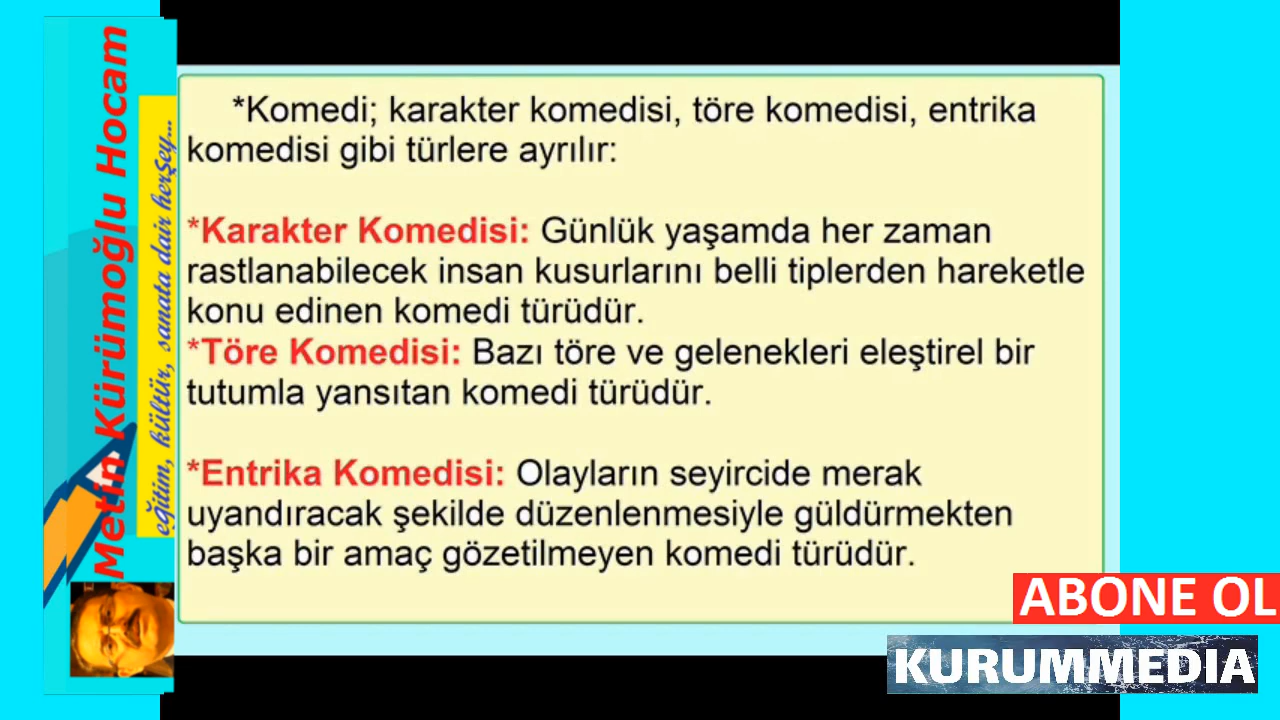 Metin Kürümoğlu Hocam
eğitim, kültür, sanata dair herşey...
*Komedi; karakter komedisi, töre komedisi, entrika
komedisi gibi türlere ayrılır:
*Karakter Komedisi: Günlük yaşamda her zaman
rastlanabilecek insan kusurlarını belli tiplerden hareketle
konu edinen komedi türüdür.
*Töre Komedisi: Bazı töre ve gelenekleri eleştirel bir
tutumla yansıtan komedi türüdür.
*Entrika Komedisi: Olayların seyircide merak
uyandıracak şekilde düzenlenmesiyle güldürmekten
başka bir amaç gözetilmeyen komedi türüdür.
ABONE OL
KURUMMEDIA